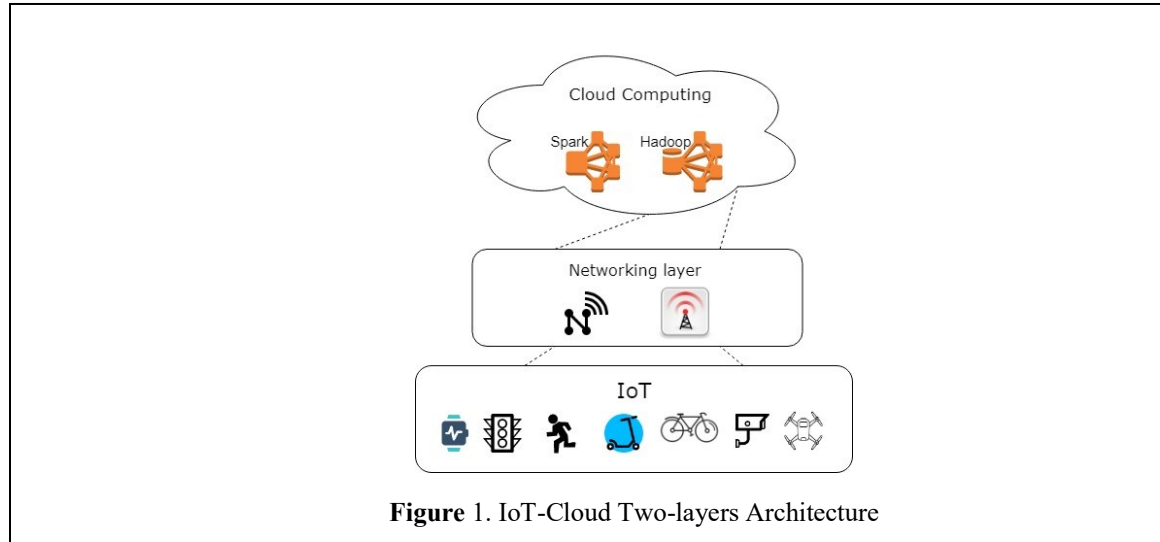 Cloud Computing
Spark Hadoop
Networking layer
N
IoT
Figure 1. IoT-Cloud Two-layers Architecture